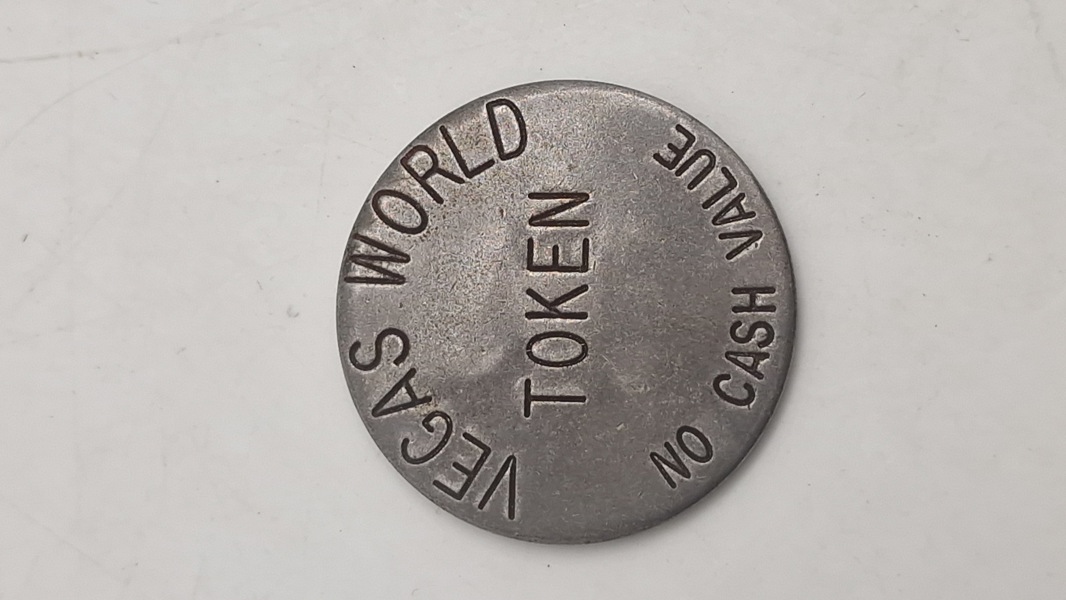 VEGAS WORLD
TOKEN
NO CASH VALUE